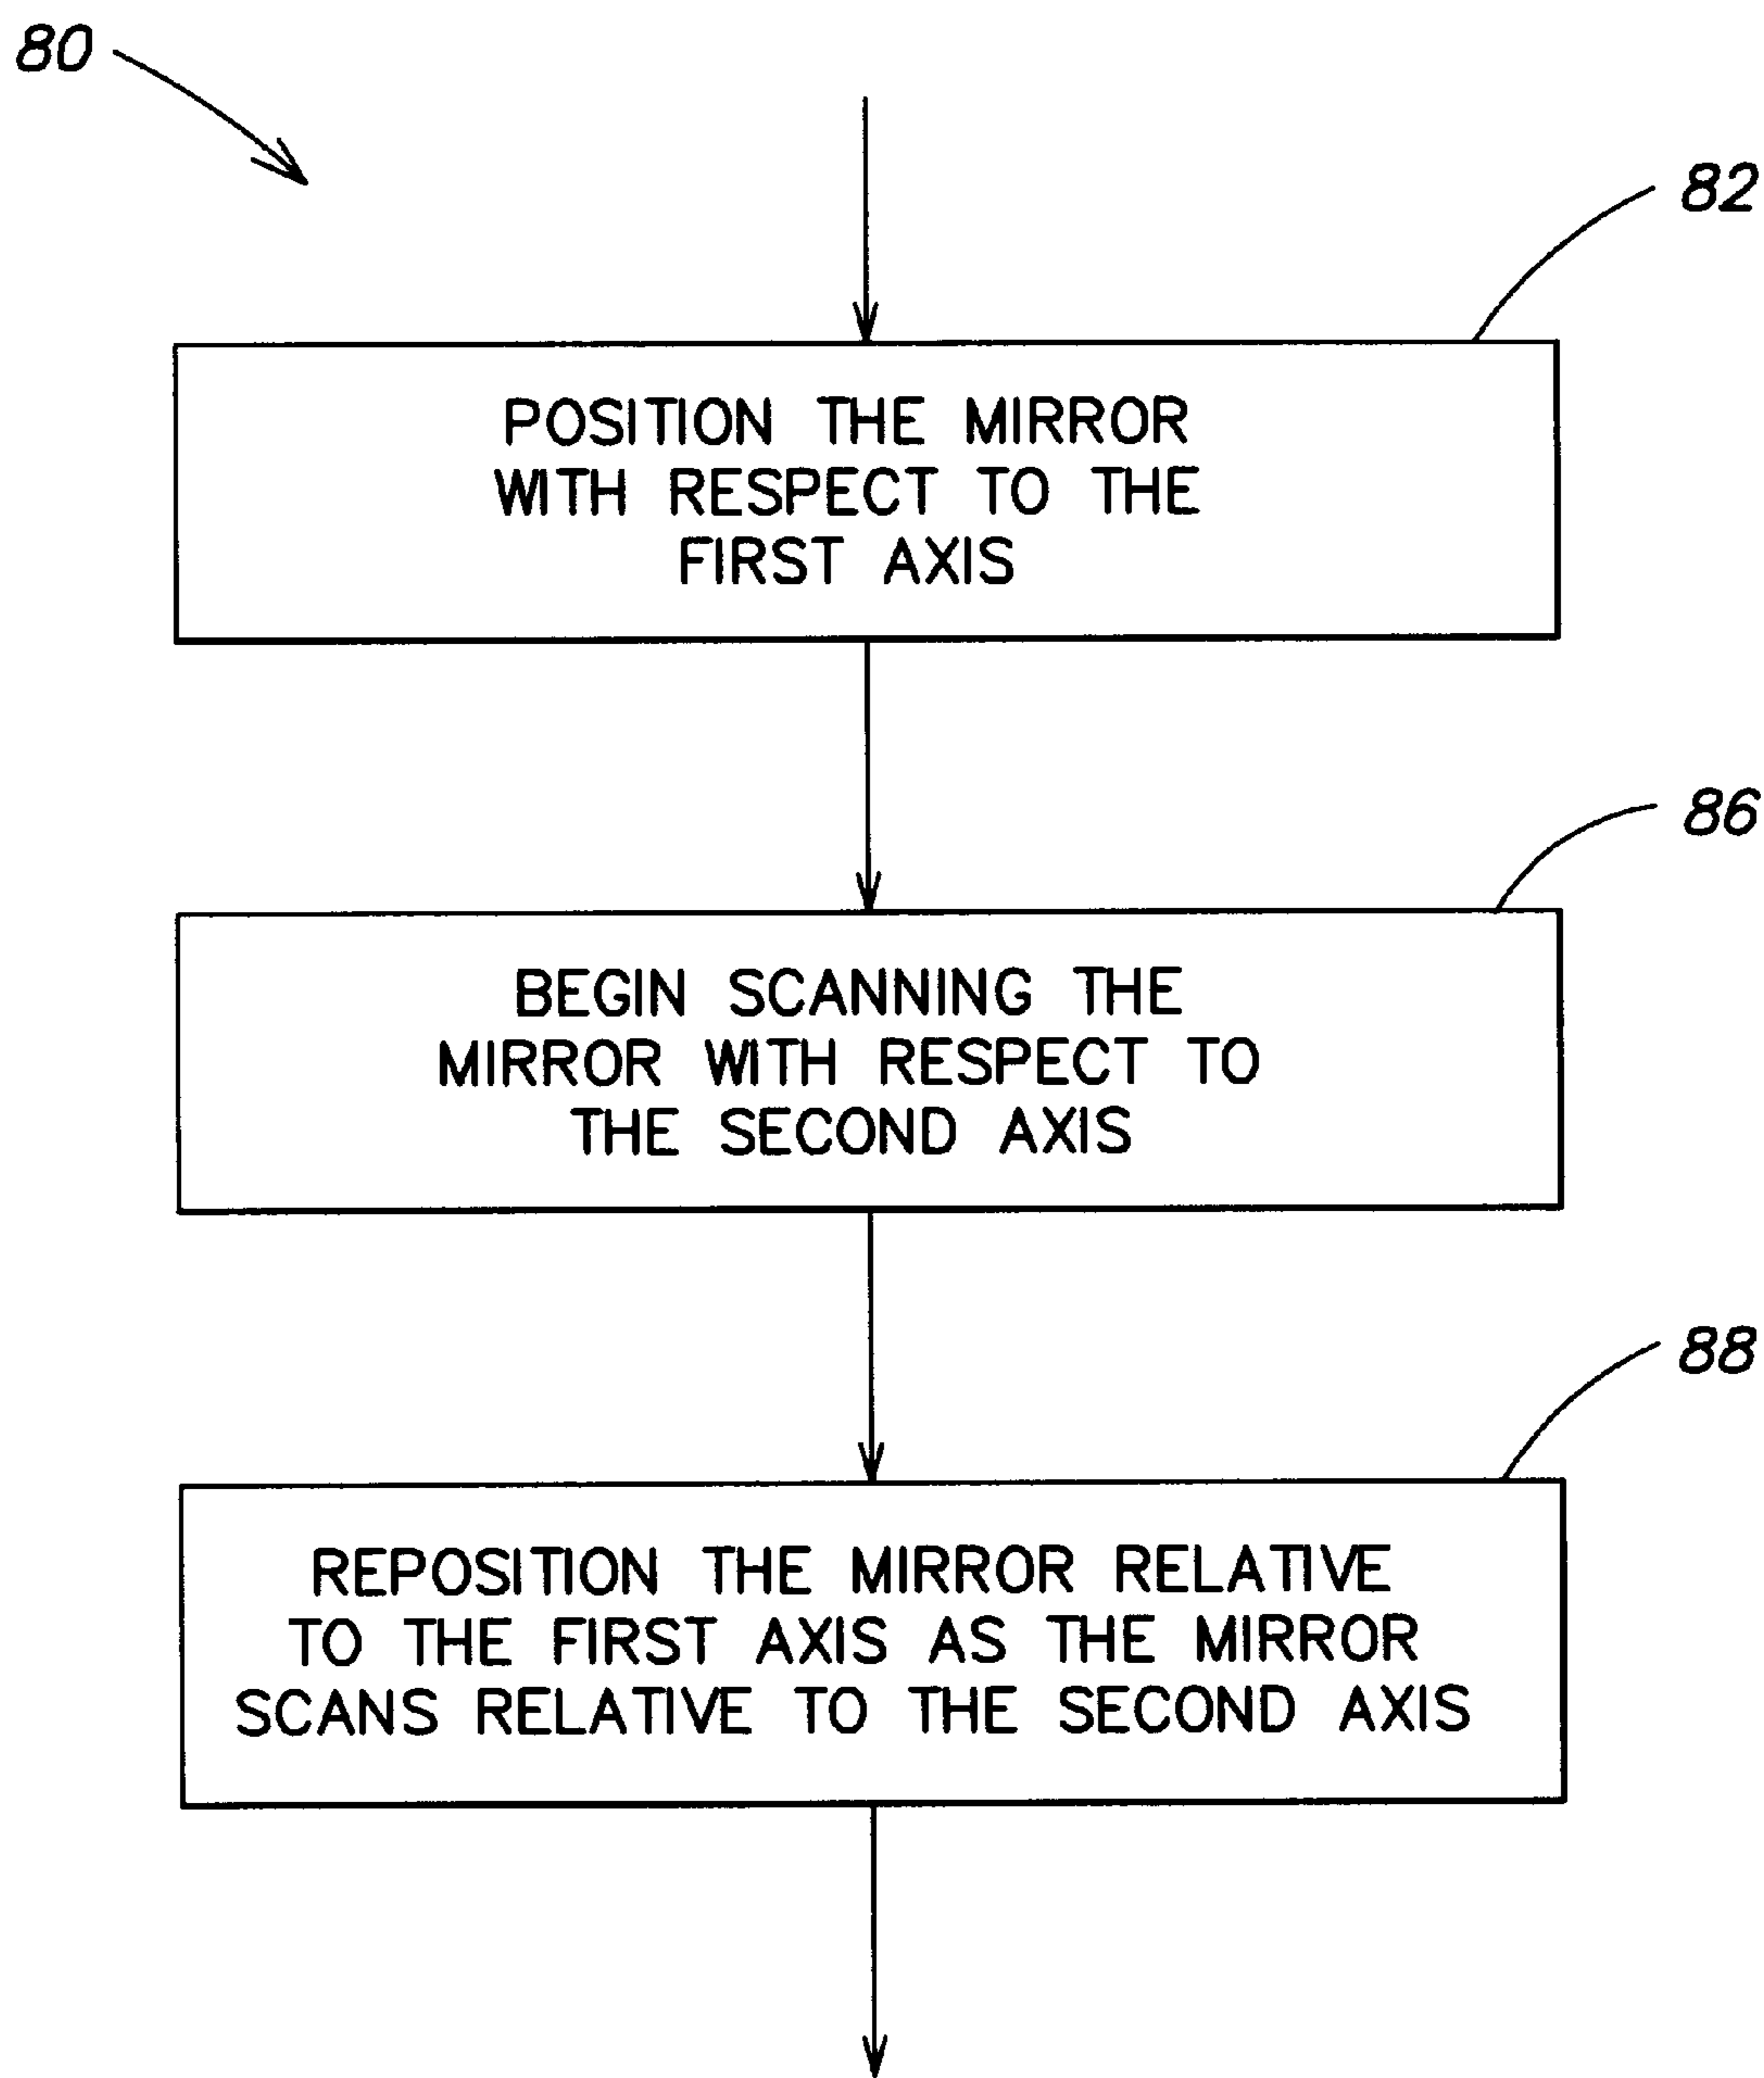 80
82
POSITION THE MIRROR
WITH RESPECT TO THE
FIRST AXIS
86
BEGIN SCANNING THE
MIRROR WITH RESPECT TO
THE SECOND AXIS
88
REPOSITION THE MIRROR RELATIVE
TO THE FIRST AXIS AS THE MIRROR
SCANS RELATIVE TO THE SECOND AXIS